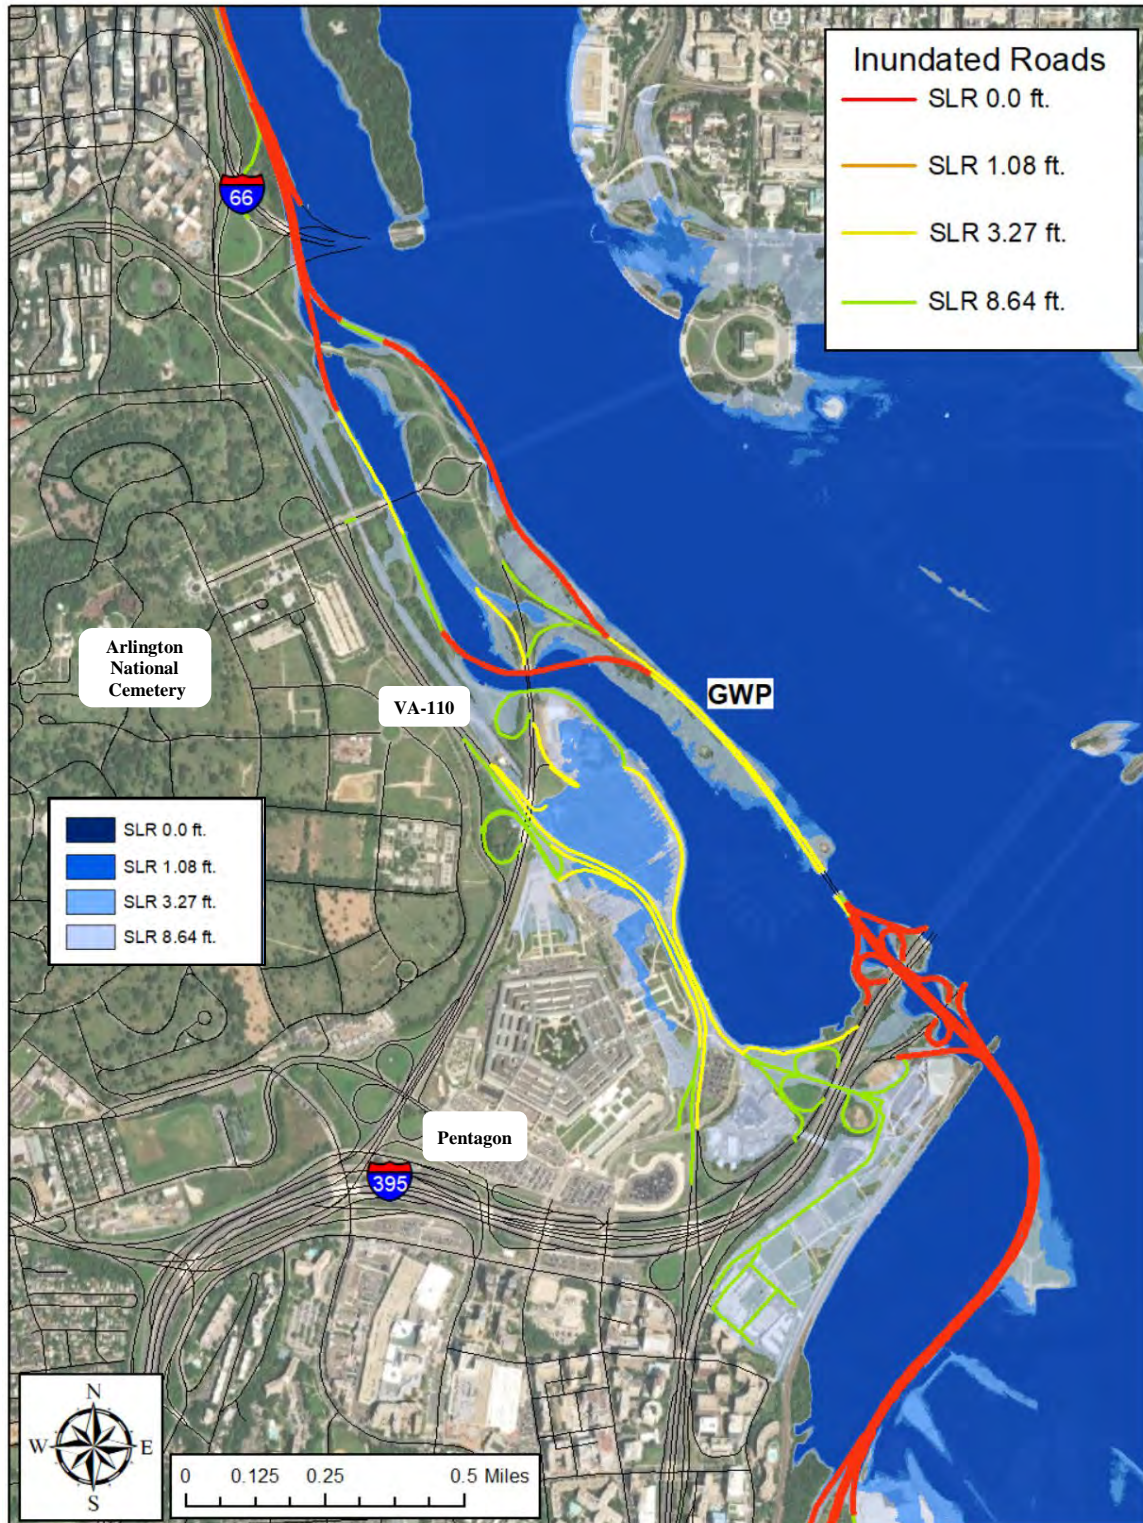 Inundated Roads
SLR 0.0 ft.
SLR 1.08 ft.
SLR 3.27 ft.
SLR 8.64 ft.
66
Arlington
National
Cemetery
VA-110
GWP
SLR 0.0 ft.
SLR 1.08 ft.
SLR 3.27 ft.
SLR 8.64 ft.
Pentagon
395
N
W E
S
0 0.125 0.25 0.5 Miles